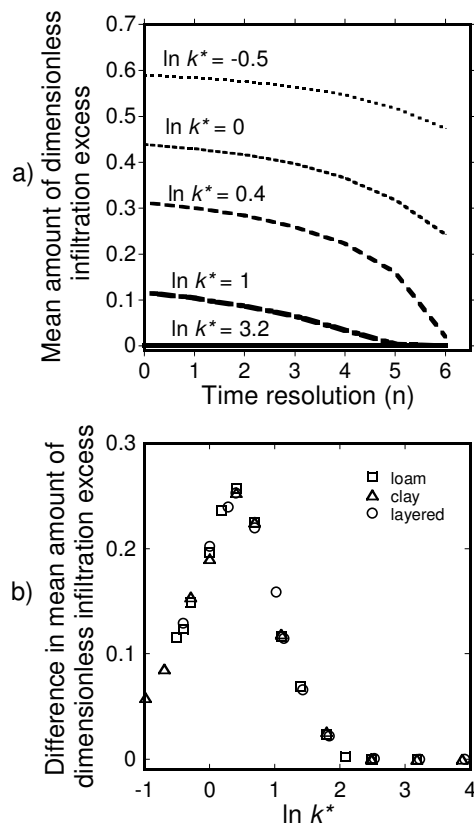 a)
Mean amount of dimensionless
infiltration excess
0.7
0.6
0.5
0.4
0.3
0.2
0.1
0
ln k* = -0.5
ln k* = 0
ln k* = 0.4
ln k* = 1
ln k* = 3.2
0 1 2 3 4 5 6
Time resolution (n)
b)
Difference in mean amount of
dimensionless infiltration excess
0.3
0.2
0.1
0
loam
clay
layered
-1 0 1 2 3 4
ln k*